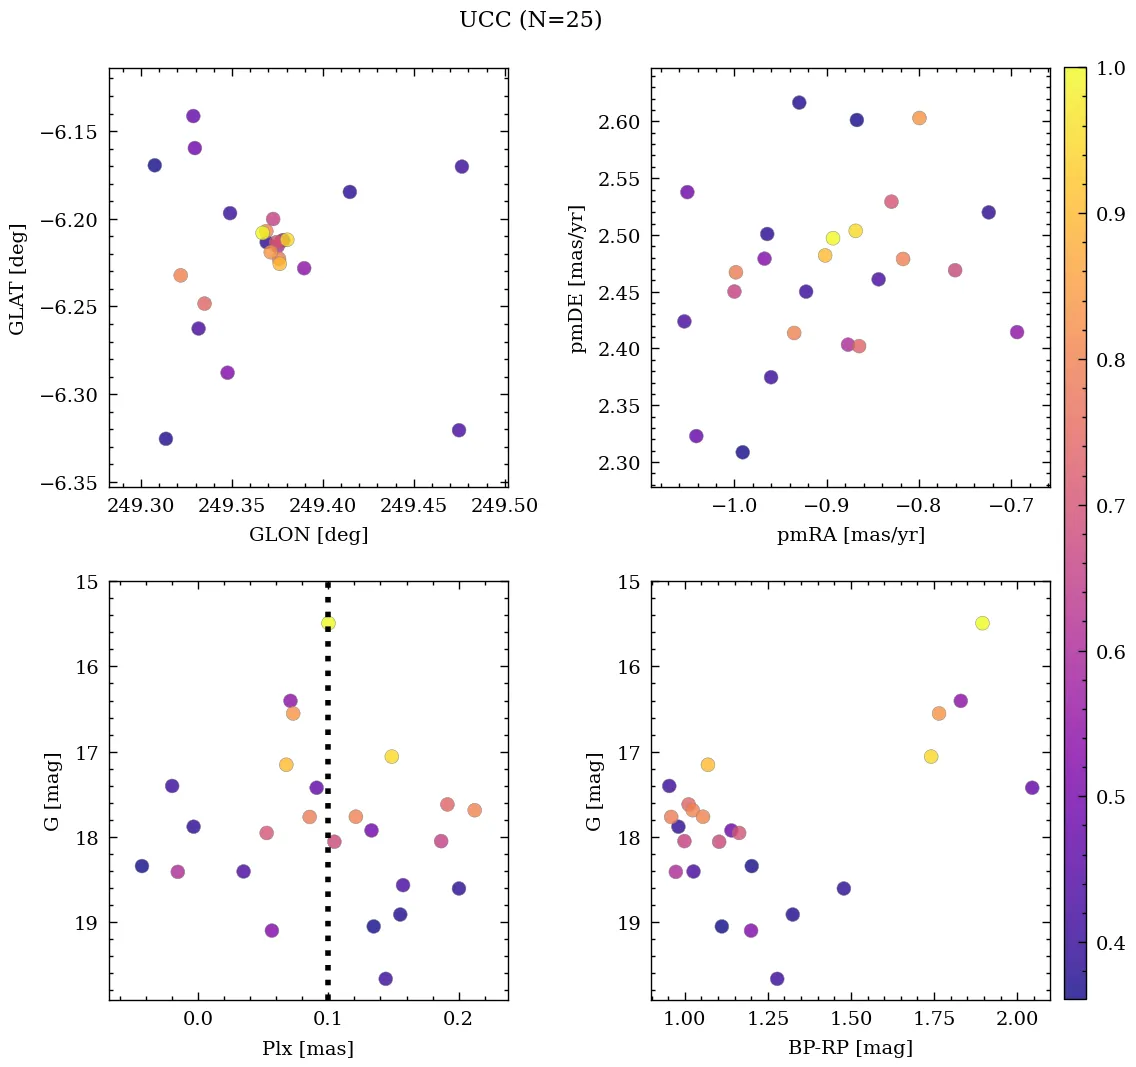 UCC (N=25)
−6.15
−6.20
−6.25
−6.30
−6.35
GLAT [deg]
249.30 249.35 249.40 249.45 249.50
GLON [deg]
2.60
2.55
2.50
2.45
2.40
2.35
2.30
pmDE [mas/yr]
−1.0 −0.9 −0.8 −0.7
pmRA [mas/yr]
1.0
0.9
0.8
0.7
0.6
0.5
0.4
15
16
17
18
19
G [mag]
0.0 0.1 0.2
Plx [mas]
15
16
17
18
19
G [mag]
1.00 1.25 1.50 1.75 2.00
BP-RP [mag]